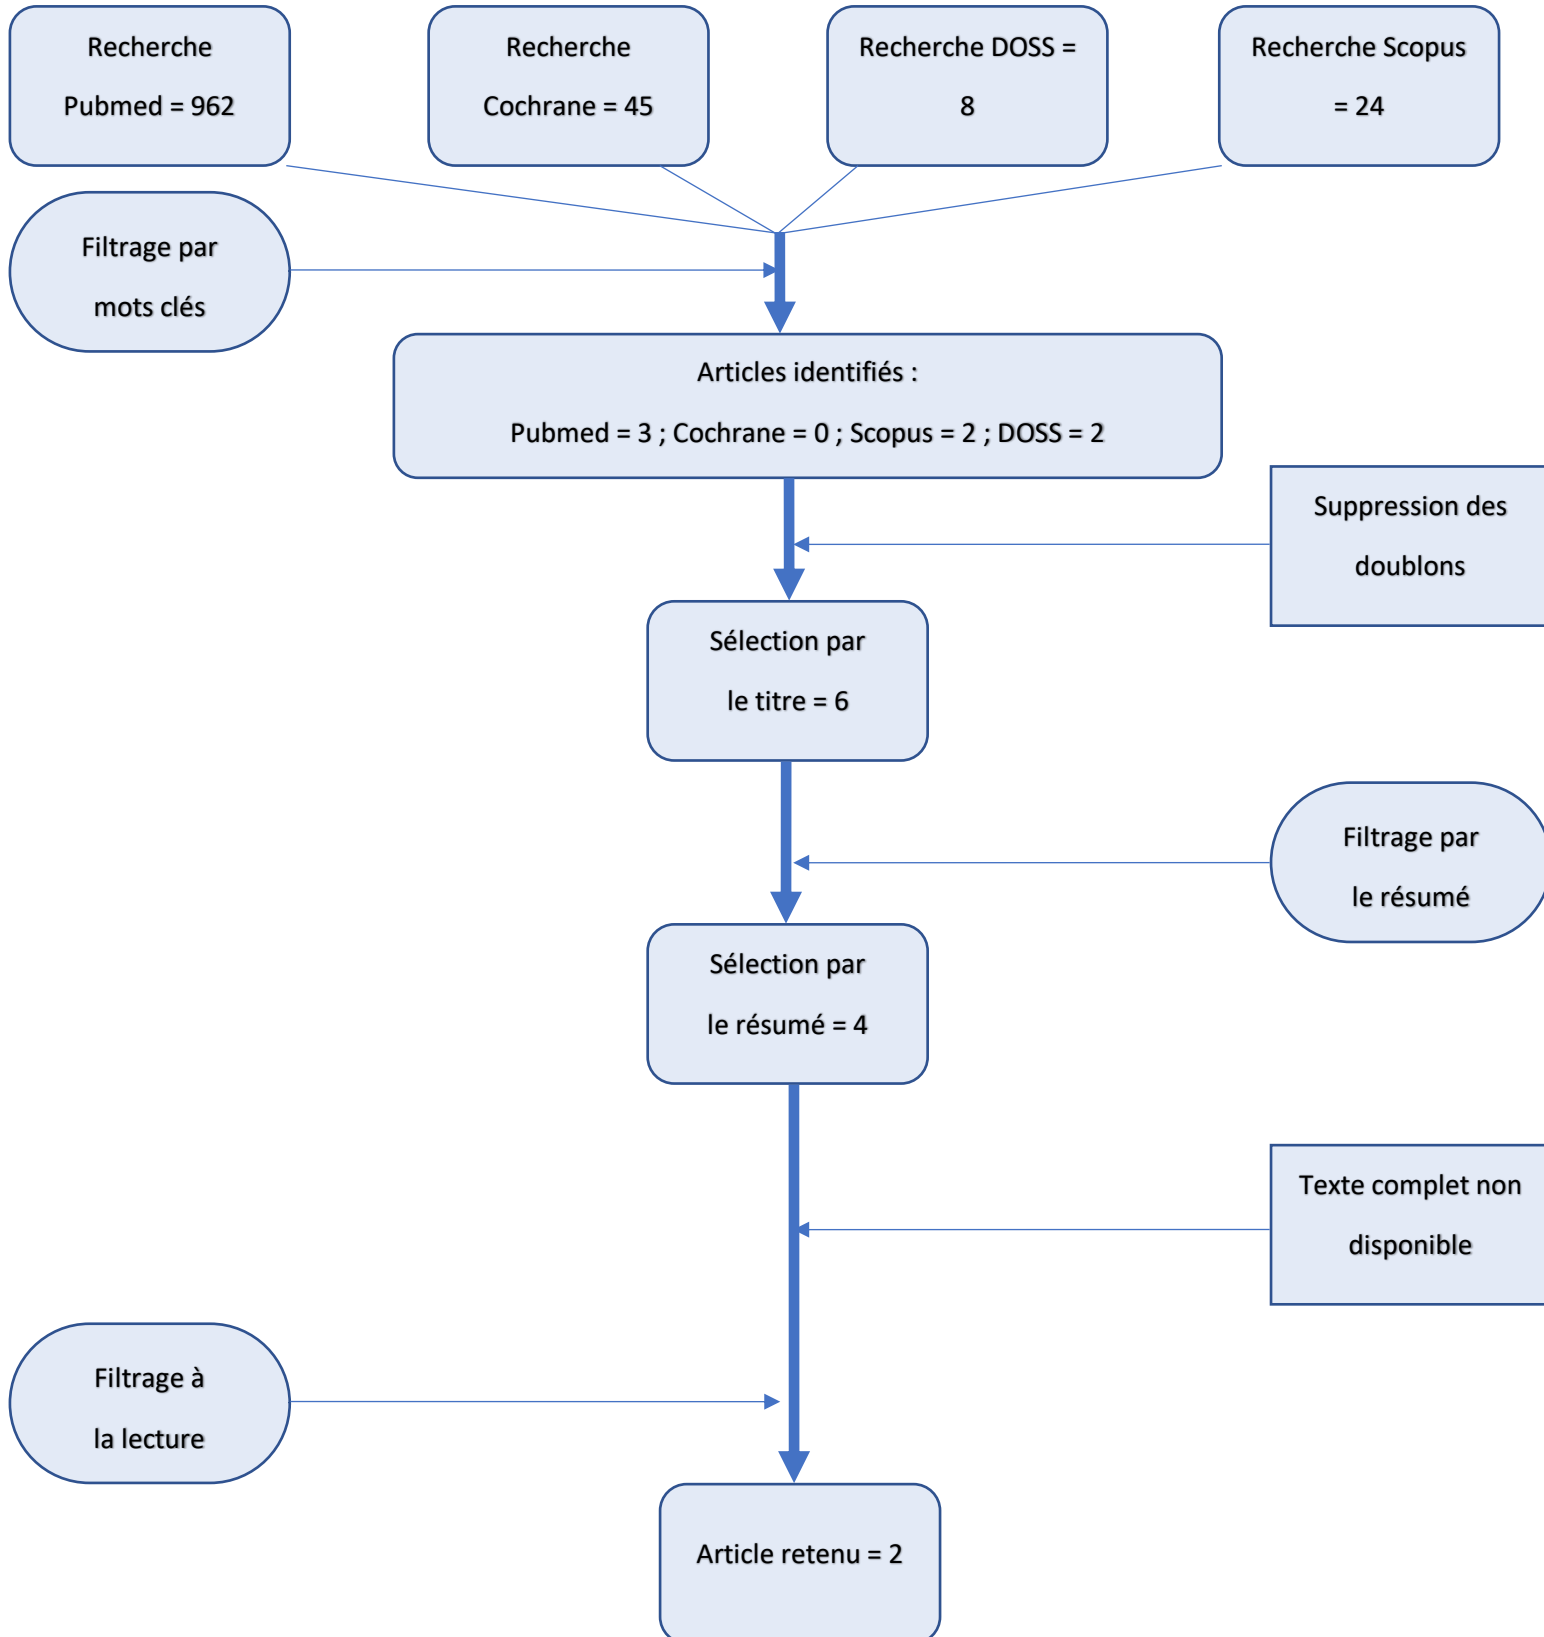 Recherche
Pubmed = 962
Recherche
Cochrane = 45
Recherche DOSS =
8
Recherche Scopus
= 24
Filtrage par
mots clés
Articles identifiés :
Pubmed = 3 ; Cochrane = 0 ; Scopus = 2 ; DOSS = 2
Suppression des
doublons
Sélection par
le titre = 6
Filtrage par
le résumé
Sélection par
le résumé = 4
Texte complet non
disponible
Filtrage à
la lecture
Article retenu = 2